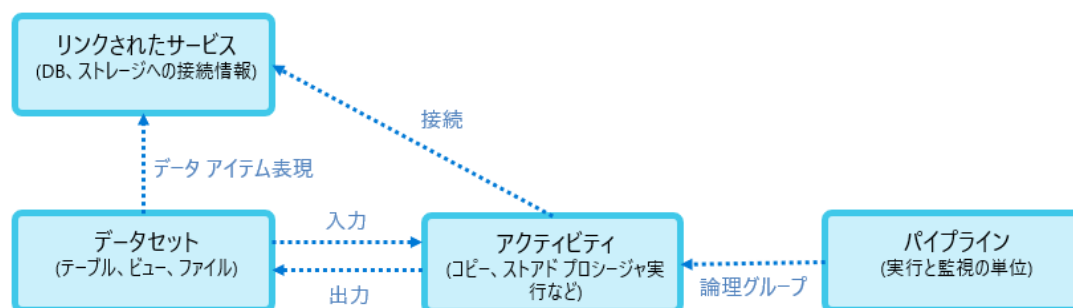 リンクされたサービス
(DB、ストレージへの接続情報)
接続
データ アイテム表現
データセット
(テーブル、ビュー、ファイル)
入力
出力
アクティビティ
(コピー、ストアド プロシージャ実
行など)
論理グループ
パイプライン
(実行と監視の単位)